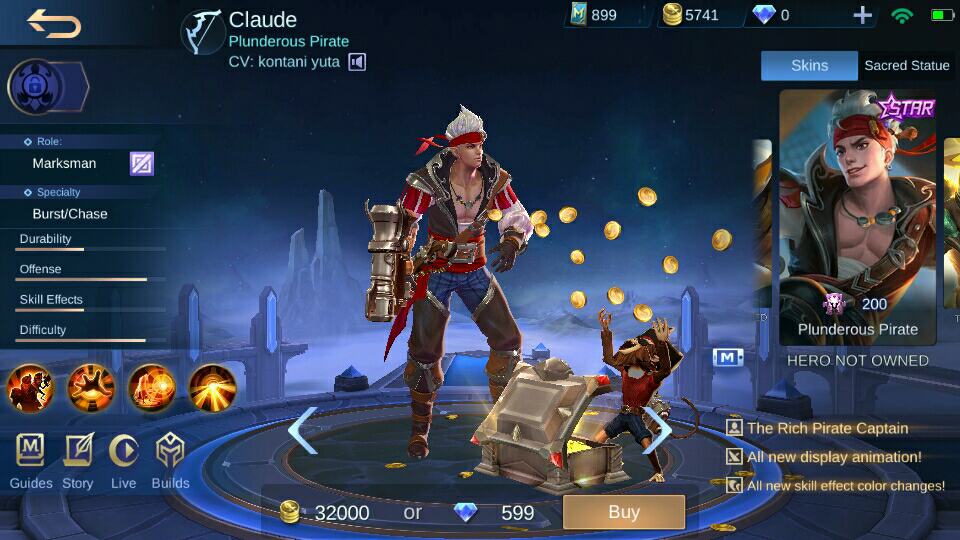 Claude
Plunderous Pirate
CV: kontani yuta
899
5741
0
Skins
Sacred Statue
Role:
Marksman
Specialty
Burst/Chase
Durability
Offense
Skill Effects
Difficulty
STAR
200
Plunderous Pirate
M
HERO NOT OWNED
The Rich Pirate Captain
All new display animation!
All new skill effect color changes!
Guides
Story
Live
Builds
32000
or
599
Buy